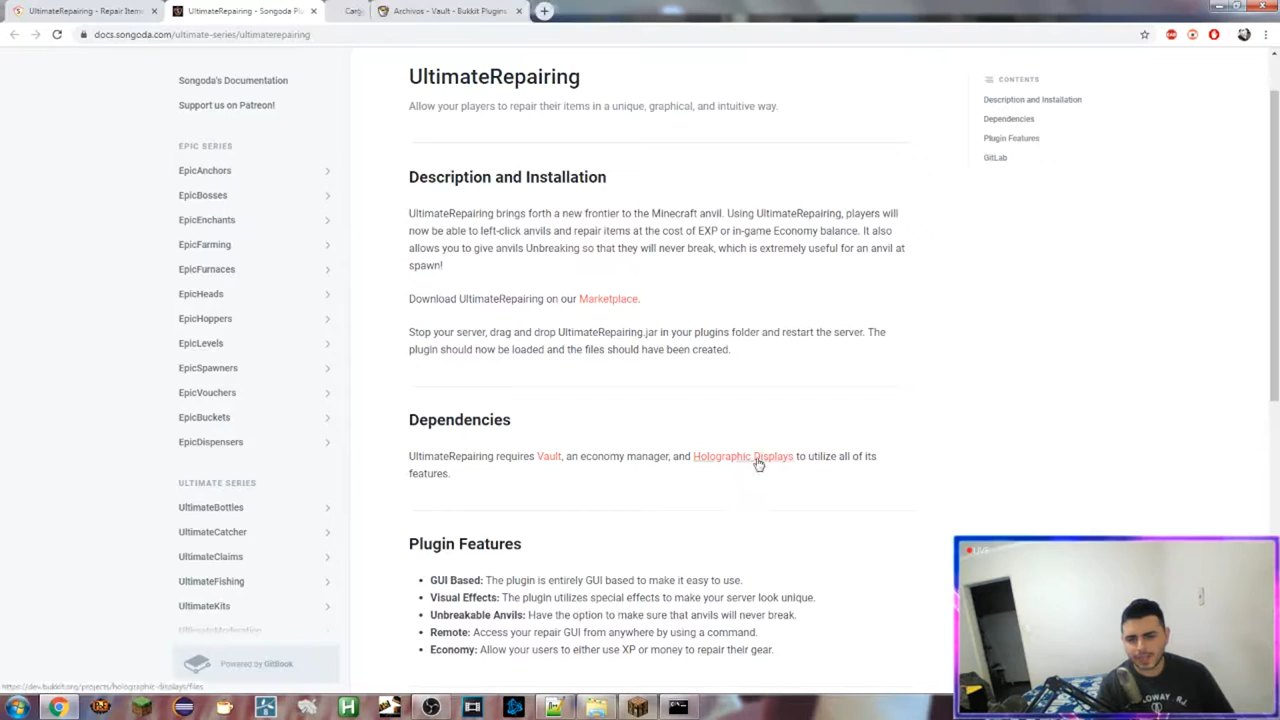 UltimateRepairing - Repair Items
UltimateRepairing - Songoda Pl
Carg
Archivos - Vault - Bukkit Plugins
docs.songoda.com/ultimate-series/ultimaterepairing
Songoda's Documentation
Support us on Patreon!
EPIC SERIES
EpicAnchors
EpicBosses
EpicEnchants
EpicFarming
EpicFurnaces
EpicHeads
EpicHoppers
EpicLevels
EpicSpawners
EpicVouchers
EpicBuckets
EpicDispensers
ULTIMATE SERIES
UltimateBottles
UltimateCatcher
UltimateClaims
UltimateFishing
UltimateKits
UltimateModeration
Powered by GitBook
UltimateRepairing
Allow your players to repair their items in a unique, graphical, and intuitive way.
Description and Installation
UltimateRepairing brings forth a new frontier to the Minecraft anvil. Using UltimateRepairing, players will
now be able to left-click anvils and repair items at the cost of EXP or in-game Economy balance. It also
allows you to give anvils Unbreaking so that they will never break, which is extremely useful for an anvil at
spawn!
Download UltimateRepairing on our Marketplace.
Stop your server, drag and drop UltimateRepairing.jar in your plugins folder and restart the server. The
plugin should now be loaded and the files should have been created.
Dependencies
UltimateRepairing requires Vault, an economy manager, and Holographic Displays to utilize all of its
features.
Plugin Features
• GUI Based: The plugin is entirely GUI based to make it easy to use.
• Visual Effects: The plugin utilizes special effects to make your server look unique.
• Unbreakable Anvils: Have the option to make sure that anvils will never break.
• Remote: Access your repair GUI from anywhere by using a command.
• Economy: Allow your users to either use XP or money to repair their gear.
CONTENTS
Description and Installation
Dependencies
Plugin Features
GitLab
https://dev.bukkit.org/projects/holographic-displays/files
LIVE